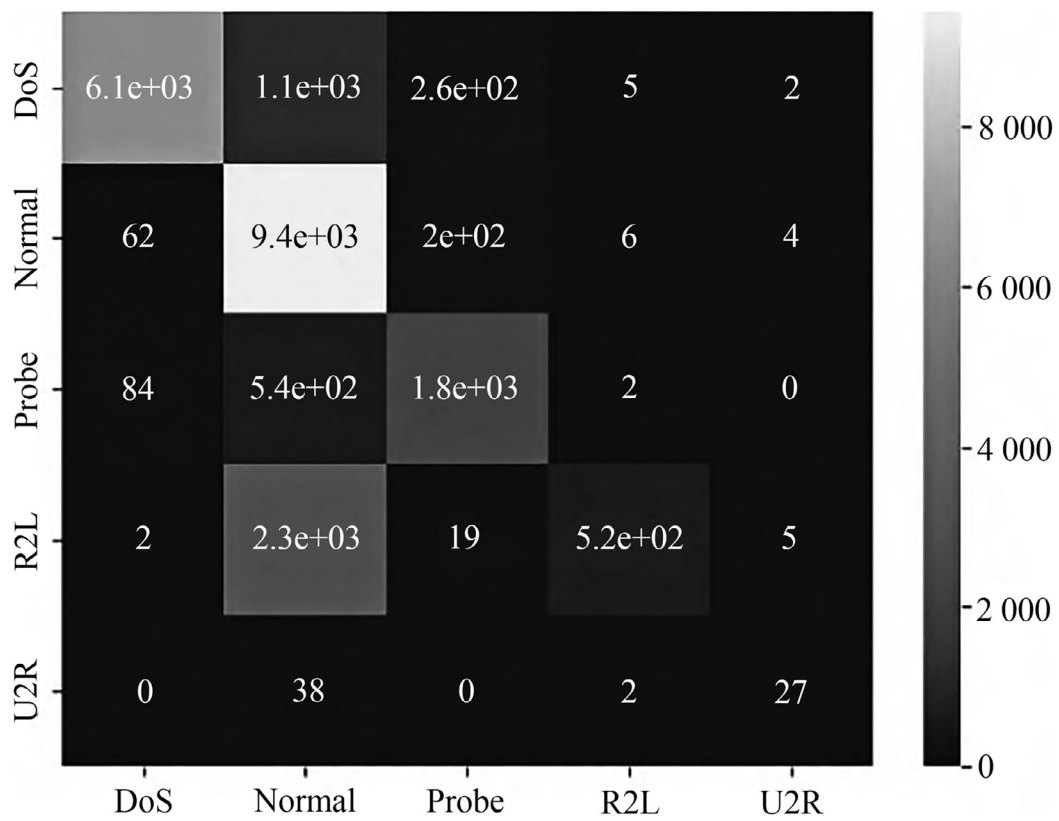 DoS 6.1e+03 1.1e+03 2.6e+02 5 2
Normal 62 9.4e+03 2e+02 6 4
Probe 84 5.4e+02 1.8e+03 2 0
R2L 2 2.3e+03 19 5.2e+02 5
U2R 0 38 0 2 27
DoS Normal Probe R2L U2R
8 000
6 000
4 000
2 000
0